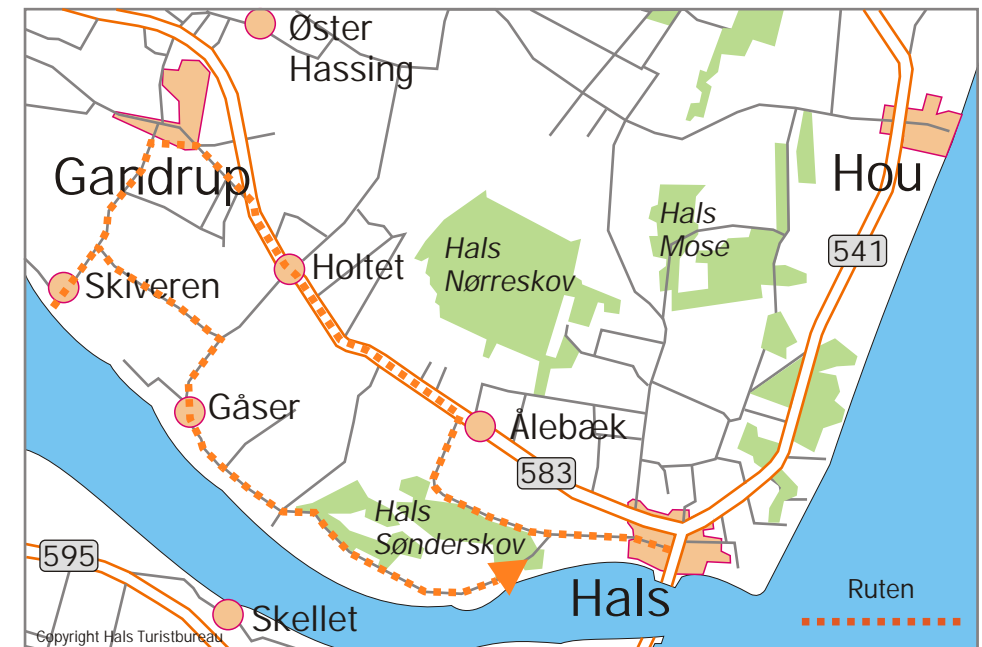 Øster
Hassing
Gandrup
Hou
Hals
Mose
Hals
Nørreskov
541
Holtet
Skiveren
Gåser
Ålebæk
583
Hals
Sønderskov
595
Hals
Ruten
Skellet
Copyright Hals Turistbureau